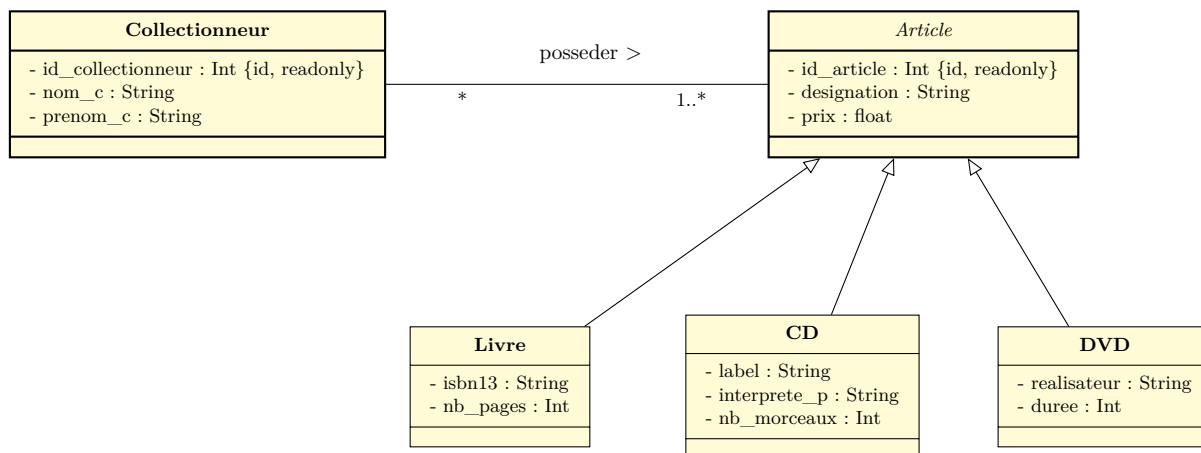 Collectionneur
- id_collectionneur : Int {id, readonly}
- nom_c : String
- prenom_c : String
posseder >
*
1..*
Article
- id_article : Int {id, readonly}
- designation : String
- prix : float
Livre
- isbn13 : String
- nb_pages : Int
CD
- label : String
- interprete_p : String
- nb_morceaux : Int
DVD
- realisateur : String
- duree : Int